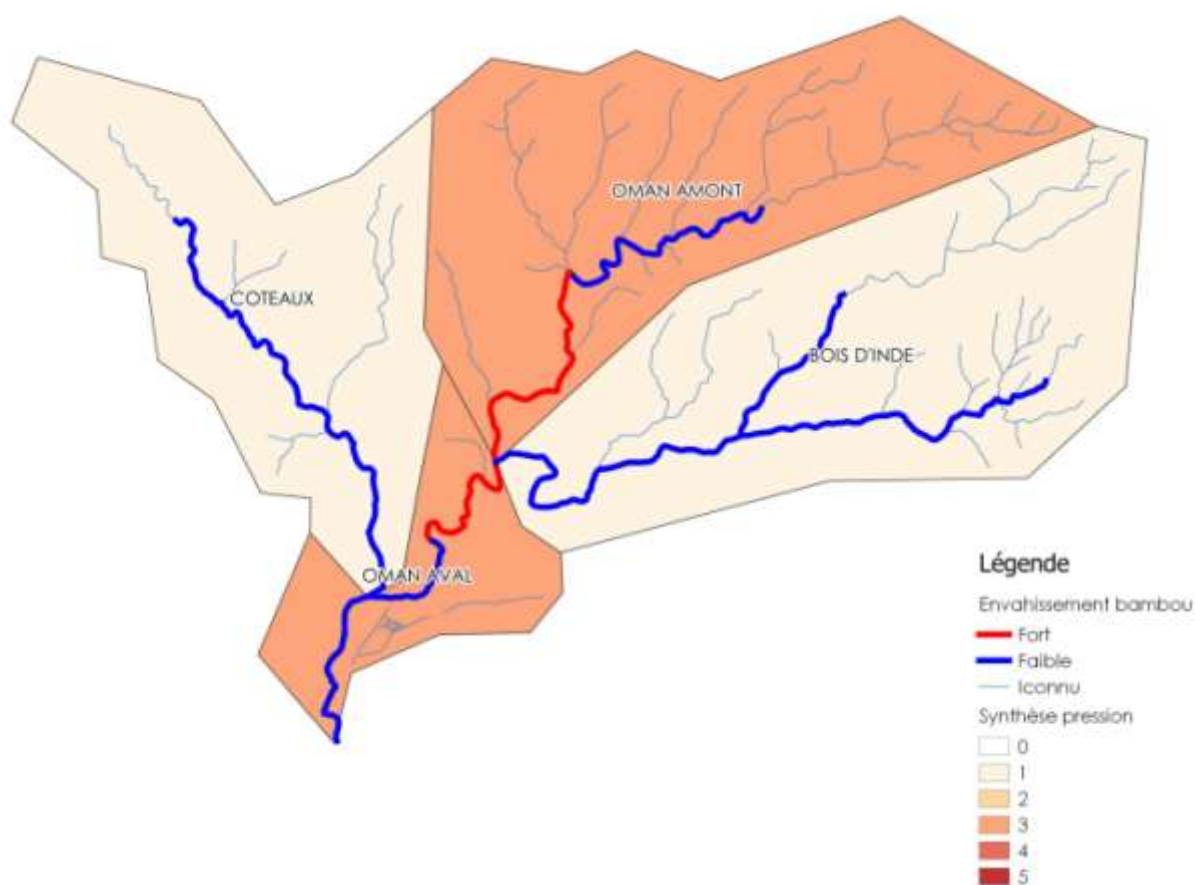 OMAN AMONT
COTEAUX
BOIS D'INDE
OMAN AVAL
Légende
Envahissement bambou
Fort
Faible
Iconnu
Synthèse pression
0
1
2
3
4
5